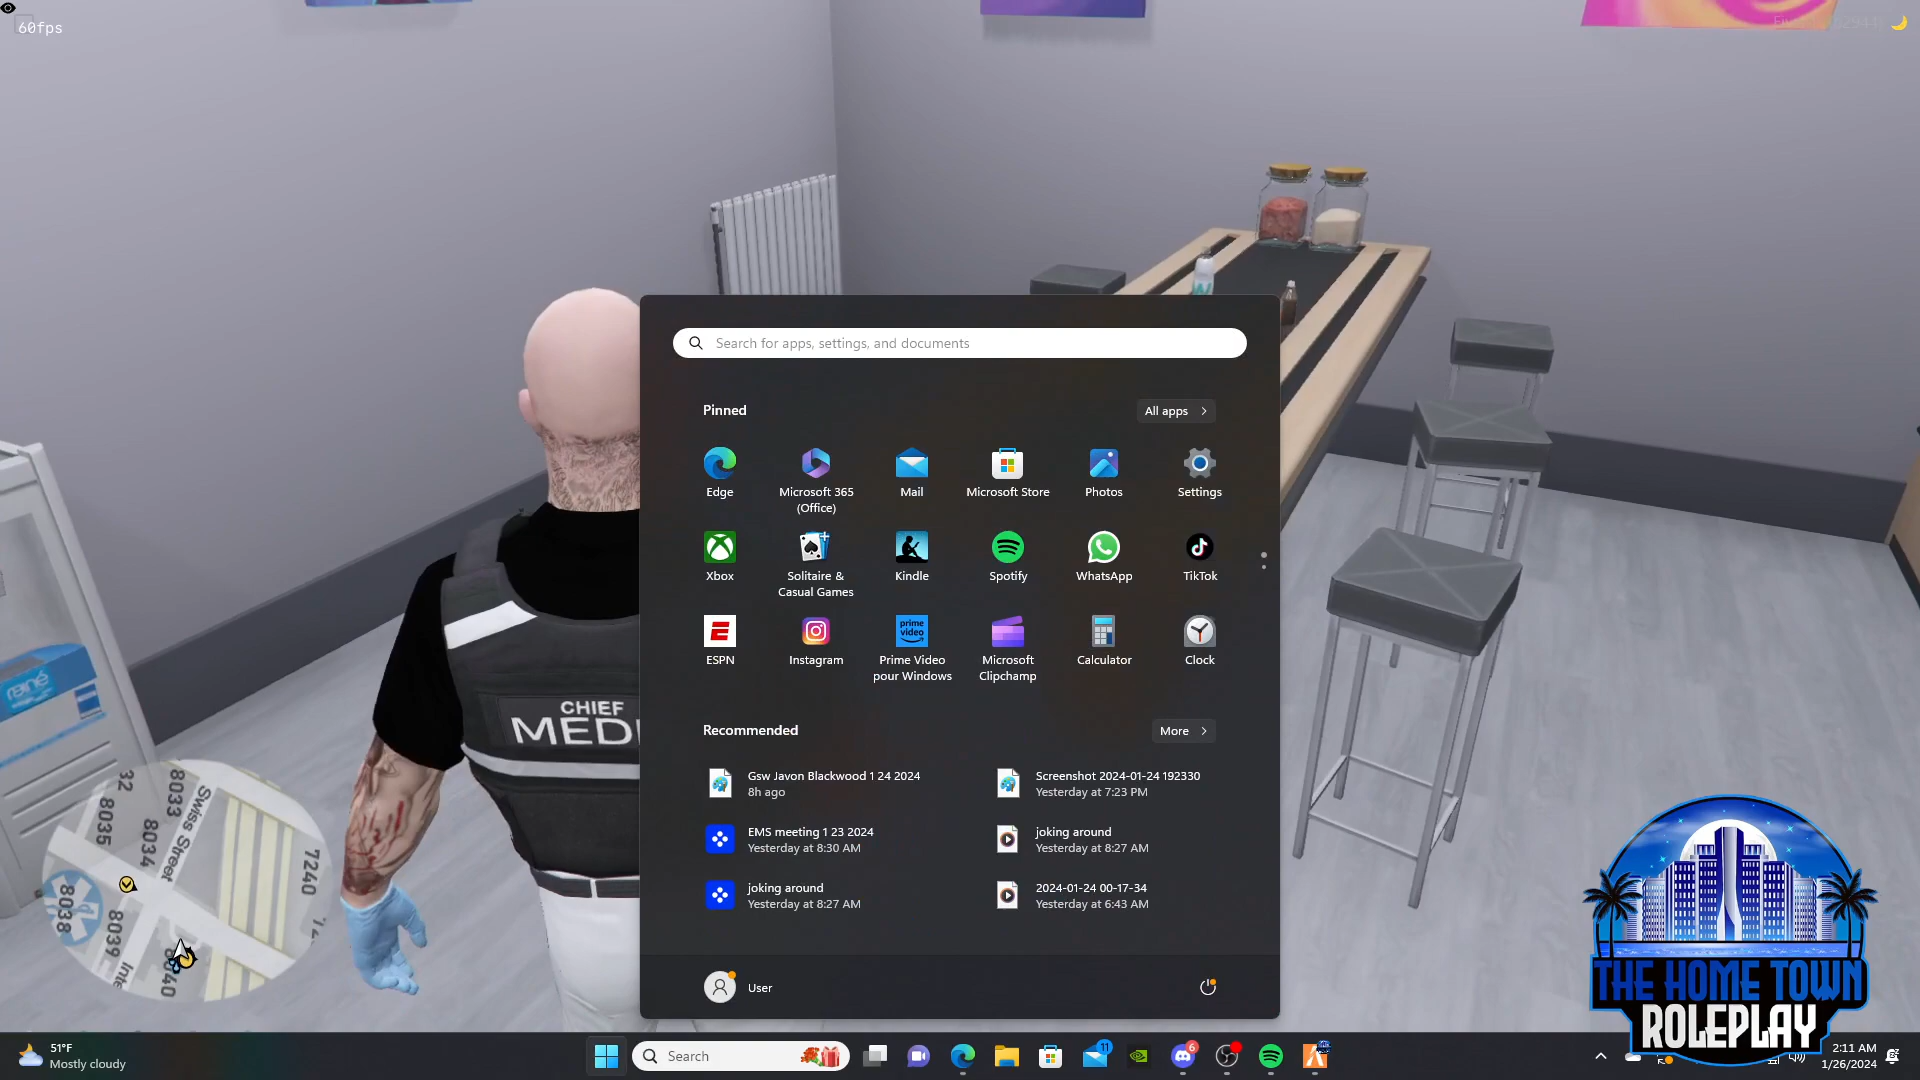 60fps
Search for apps, settings, and documents
Pinned
All apps
Edge
Microsoft 365
(Office)
Mail
Microsoft Store
Photos
Settings
Xbox
Solitaire &
Casual Games
Kindle
Spotify
WhatsApp
TikTok
ESPN
Instagram
prime
video
Prime Video
pour Windows
Microsoft
Clipchamp
Calculator
Clock
CHIEF
MEDI
Recommended
More
Gsw Javon Blackwood 1 24 2024
8h ago
Screenshot 2024-01-24 192330
Yesterday at 7:23 PM
EMS meeting 1 23 2024
Yesterday at 8:30 AM
joking around
Yesterday at 8:27 AM
joking around
Yesterday at 8:27 AM
2024-01-24 00-17-34
Yesterday at 6:43 AM
User
32
8033
8035
8034
Swiss Street
7240
8038
8039
8040
THE HOME TOWN
ROLEPLAY
51°F
Mostly cloudy
Search
11
6
2:11 AM
1/26/2024